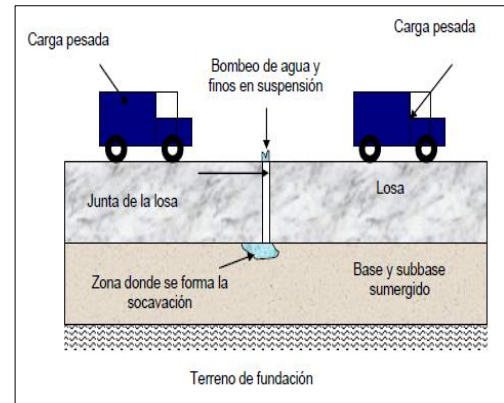 Carga pesada
Carga pesada
Bombeo de agua y
finos en suspensión
Junta de la losa
Losa
Zona donde se forma la
socavación
Base y subbase
sumergido
Terreno de fundación